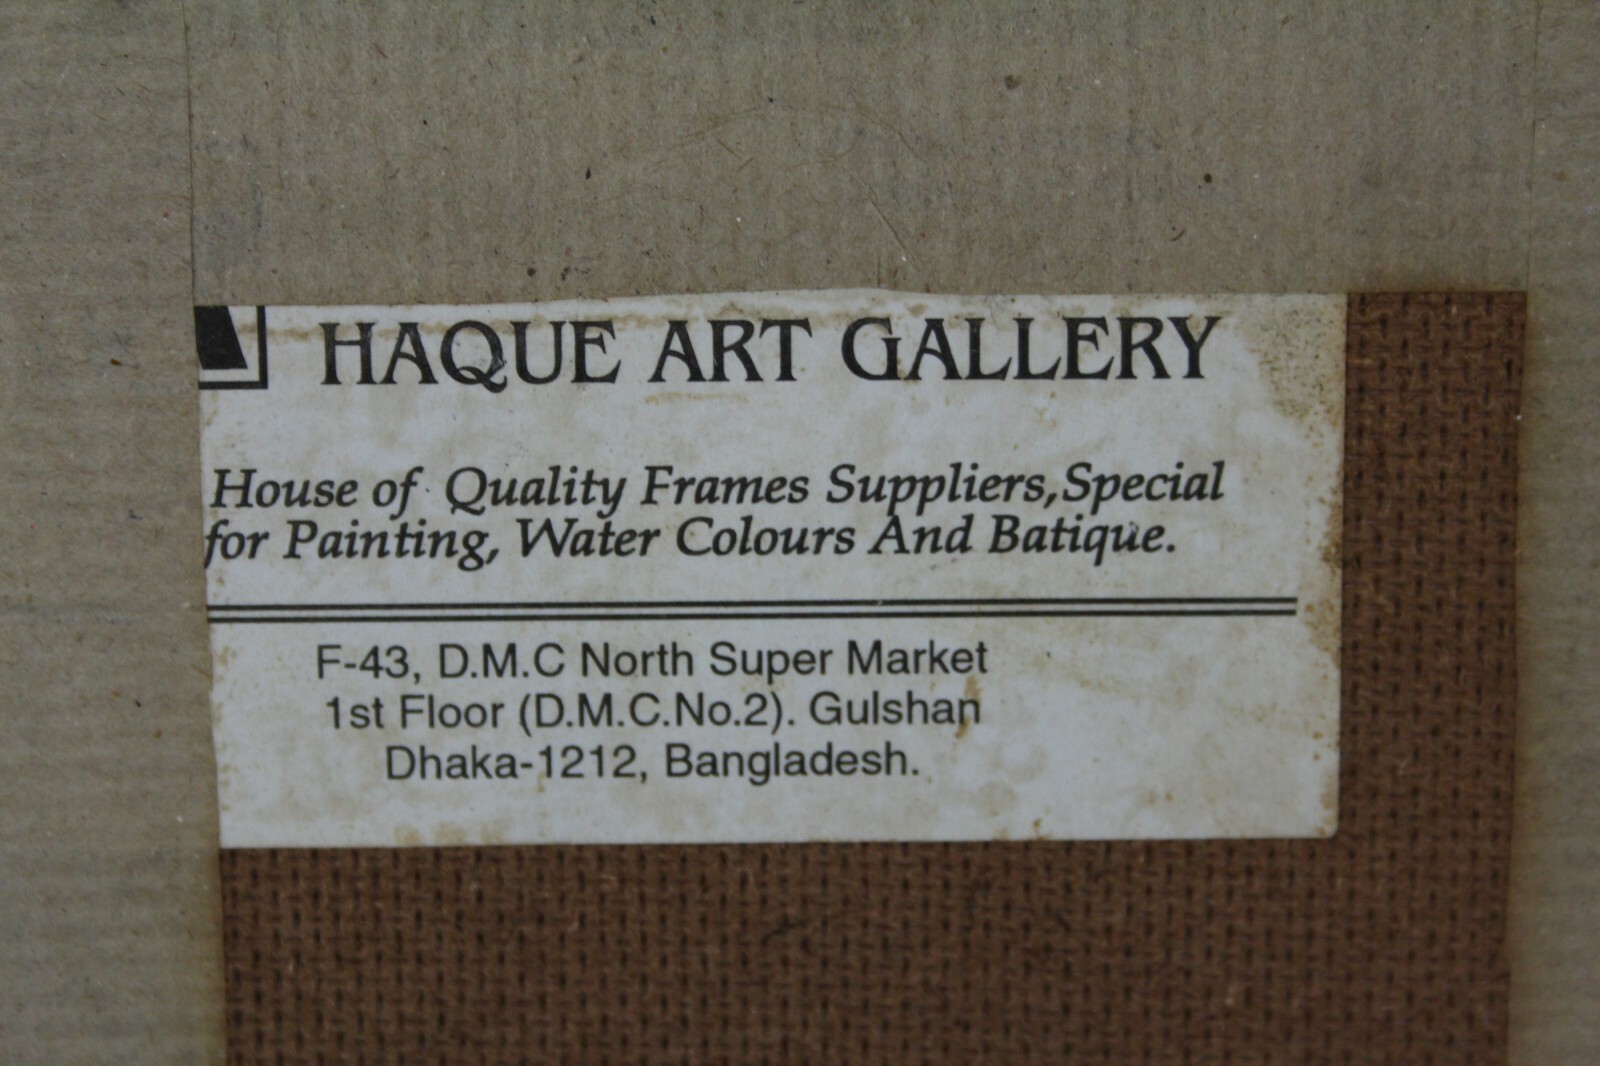 HAQUE ART GALLERY
House of Quality Frames Suppliers,Special
for Painting, Water Colours And Batique.
F-43, D.M.C North Super Market
1st Floor (D.M.C.No.2). Gulshan
Dhaka-1212, Bangladesh.